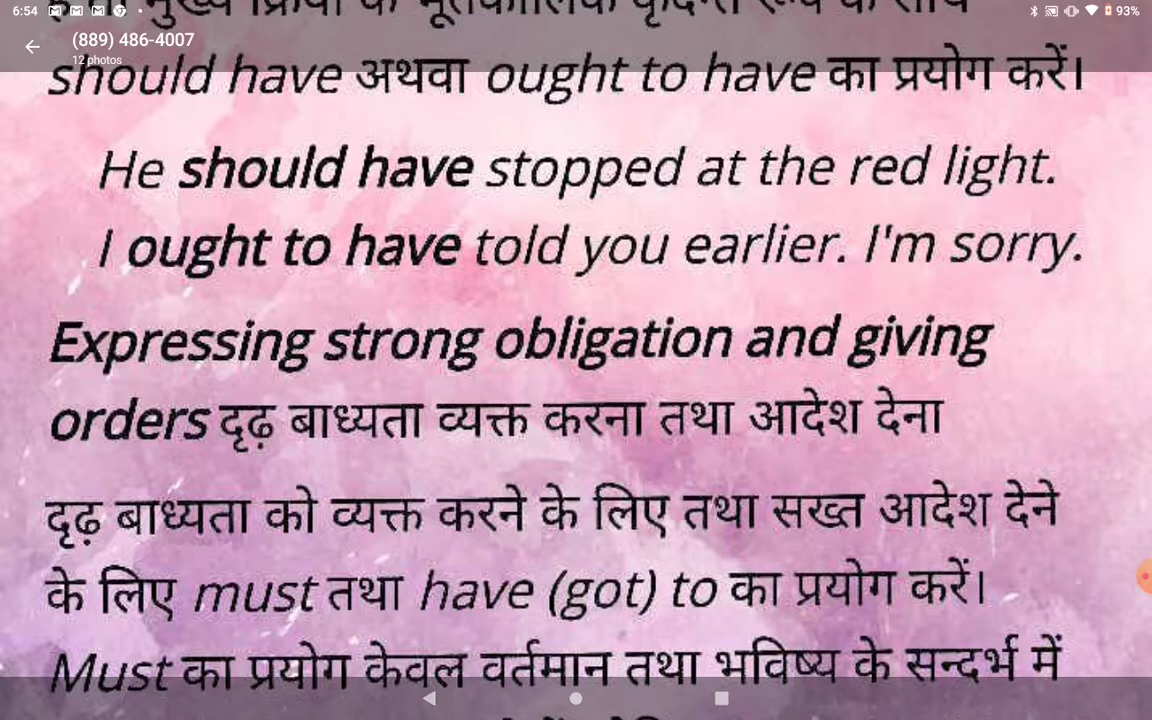 6:54
93%
(889) 486-4007
12 photos
मुख्य क्रिया के भूतकालिक कृदन्त रूप के साथ
should have अथवा ought to have का प्रयोग करें।
He should have stopped at the red light.
I ought to have told you earlier. I'm sorry.
Expressing strong obligation and giving
orders दृढ़ बाध्यता व्यक्त करना तथा आदेश देना
दृढ़ बाध्यता को व्यक्त करने के लिए तथा सख्त आदेश देने
के लिए must तथा have (got) to का प्रयोग करें।
Must का प्रयोग केवल वर्तमान तथा भविष्य के सन्दर्भ में